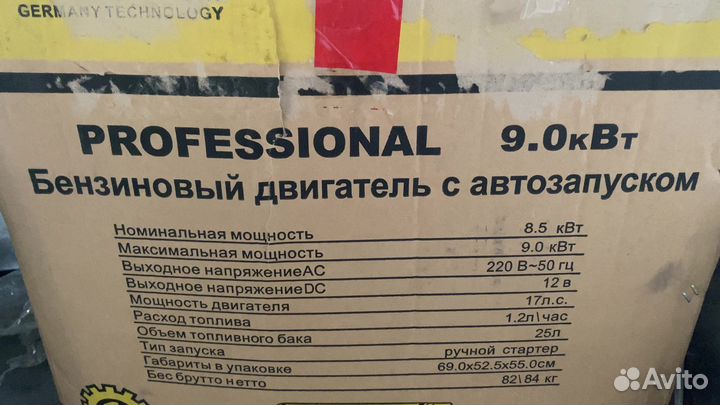 GERMANY TECHNOLOGY
PROFESSIONAL 9.0кВт
Бензиновый двигатель с автозапуском
Номинальная мощность 8.5 кВт
Максимальная мощность 9.0 кВт
Выходное напряжениеAC 220 В~50 гц
Выходное напряжениеDC 12 в
Мощность двигателя 17л.с.
Расход топлива 1.2л\час
Объем топливного бака 25л
Тип запуска ручной стартер
Габариты в упаковке 69.0x52.5x55.0см
Вес брутто нетто 82\84 кг
Avito